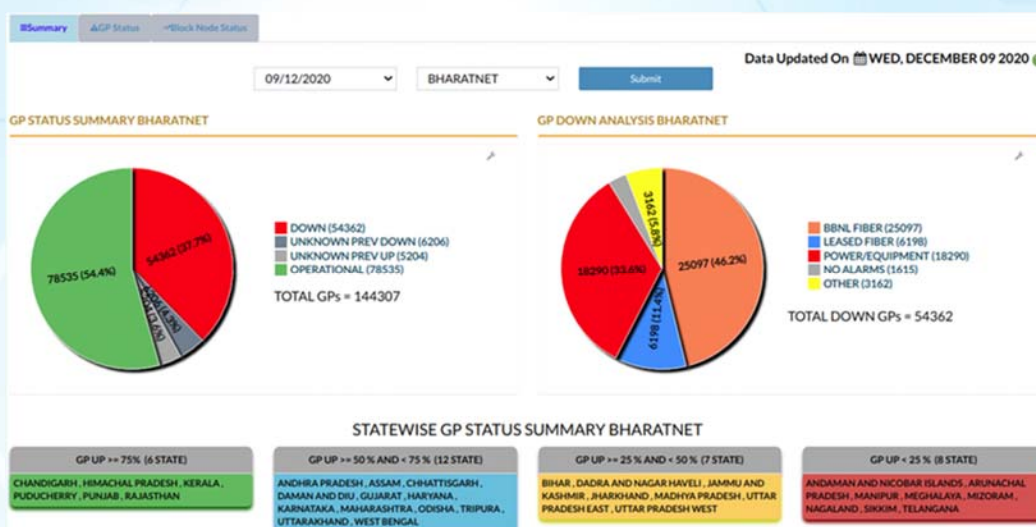 Summary GP Status Block Node Status
Data Updated On WED, DECEMBER 09 2020
09/12/2020 BHARATNET Submit
GP STATUS SUMMARY BHARATNET
78535 (54.4%)
54362 (37.7%)
6206 (4.3%)
5204 (3.6%)
DOWN (54362)
UNKNOWN PREV DOWN (6206)
UNKNOWN PREV UP (5204)
OPERATIONAL (78535)
TOTAL GPs = 144307
GP DOWN ANALYSIS BHARATNET
3162 (5.8%)
18290 (33.6%)
25097 (46.2%)
6198 (11.4%)
BBNL FIBER (25097)
LEASED FIBER (6198)
POWER/EQUIPMENT (18290)
NO ALARMS (1615)
OTHER (3162)
TOTAL DOWN GPs = 54362
STATEWISE GP STATUS SUMMARY BHARATNET
GP UP >= 75% (6 STATE)
CHANDIGARH , HIMACHAL PRADESH , KERALA ,
PUDUCHERRY , PUNJAB , RAJASTHAN
GP UP >= 50 % AND < 75 % (12 STATE)
ANDHRA PRADESH , ASSAM , CHHATTISGARH ,
DAMAN AND DIU , GUJARAT , HARYANA ,
KARNATAKA , MAHARASHTRA , ODISHA , TRIPURA ,
UTTARAKHAND , WEST BENGAL
GP UP >= 25 % AND < 50 % (7 STATE)
BIHAR , DADRA AND NAGAR HAVELI , JAMMU AND
KASHMIR , JHARKHAND , MADHYA PRADESH , UTTAR
PRADESH EAST , UTTAR PRADESH WEST
GP UP < 25 % (8 STATE)
ANDAMAN AND NICOBAR ISLANDS , ARUNACHAL
PRADESH , MANIPUR , MEGHALAYA , MIZORAM ,
NAGALAND , SIKKIM , TELANGANA